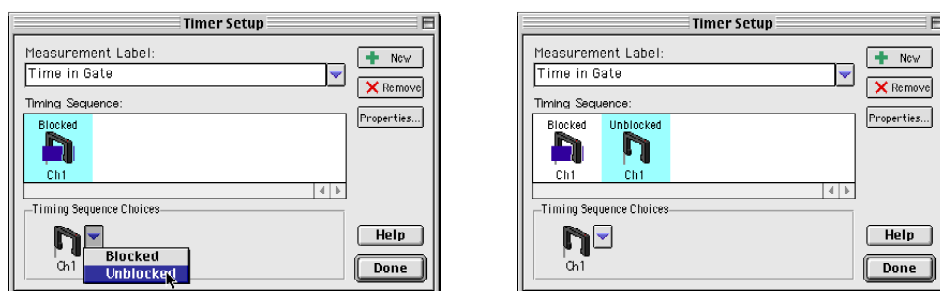 Timer Setup
Measurement Label:
New
Time in Gate
Remove
Timing Sequence:
Properties...
Blocked
Ch1
Timing Sequence Choices
Ch1
Blocked
Unblocked
Help
Done
Timer Setup
Measurement Label:
New
Time in Gate
Remove
Timing Sequence:
Properties...
Blocked Unblocked
Ch1 Ch1
Timing Sequence Choices
Ch1
Help
Done